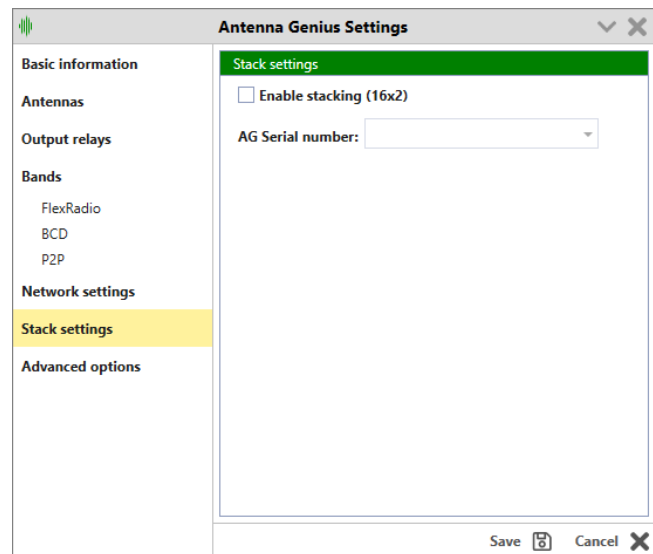 Antenna Genius Settings
Basic information
Antennas
Output relays
Bands
FlexRadio
BCD
P2P
Network settings
Stack settings
Advanced options
Stack settings
Enable stacking (16x2)
AG Serial number:
Save
Cancel